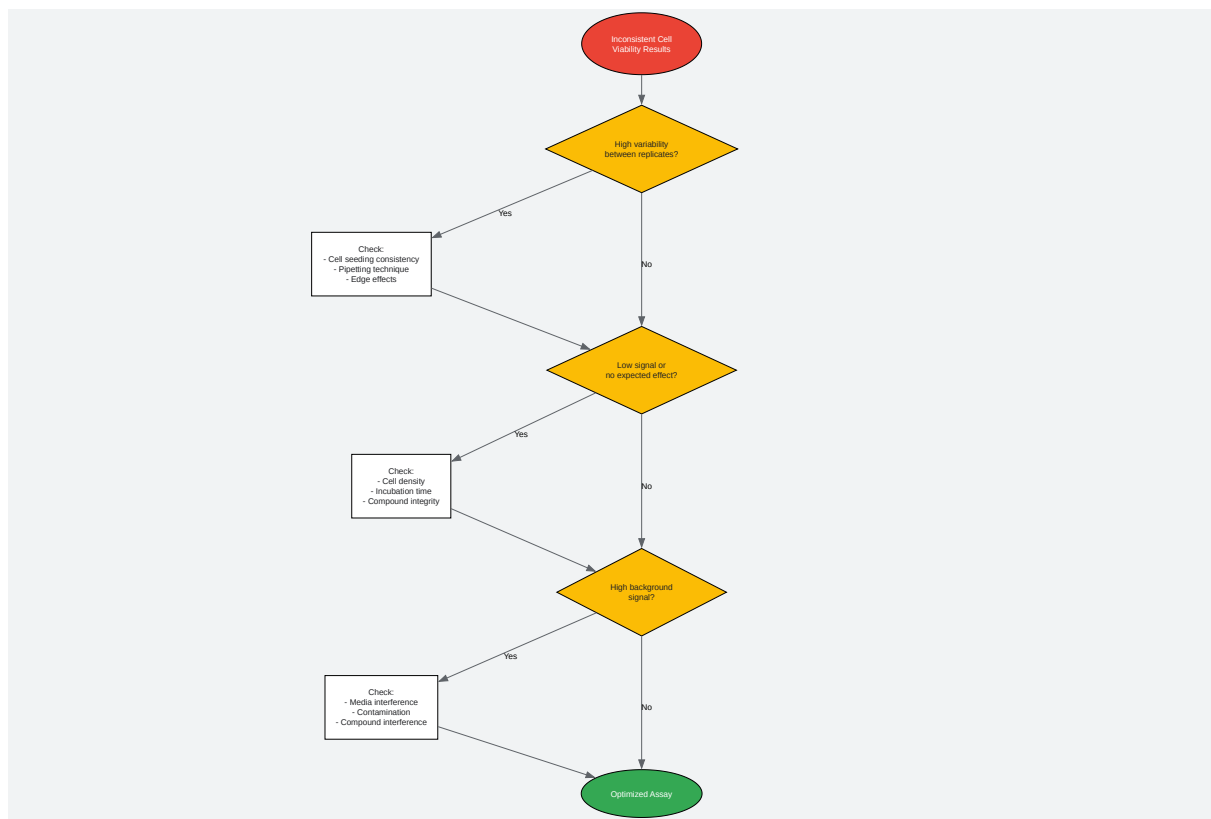 Inconsistent Cell
Viability Results
High variability
between replicates?
Yes
Check:
- Cell seeding consistency
- Pipetting technique
- Edge effects
No
Low signal or
no expected effect?
Yes
Check:
- Cell density
- Incubation time
- Compound integrity
No
High background
signal?
Yes
Check:
- Media interference
- Contamination
- Compound interference
No
Optimized Assay